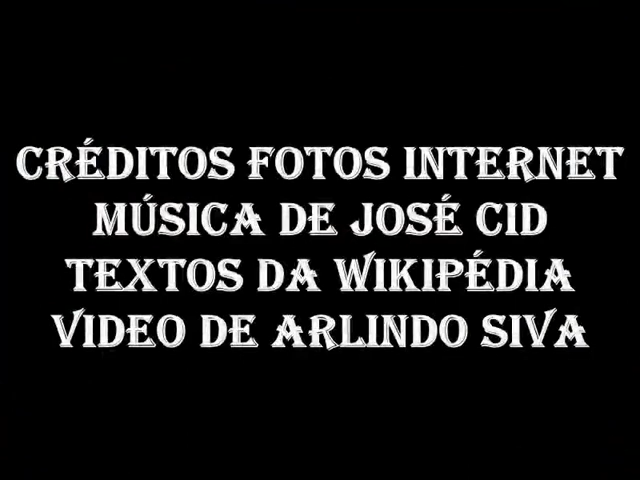 CRÉDITOS FOTOS INTERNET
MÚSICA DE JOSÉ CID
TEXTOS DA WIKIPÉDIA
VIDEO DE ARLINDO SIVA